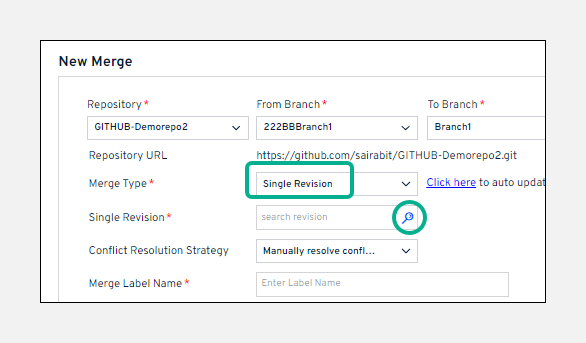 New Merge
Repository * From Branch * To Branch *
GITHUB-Demorepo2 222BBBranch1 Branch1
Repository URL https://github.com/sairabit/GITHUB-Demorepo2.git
Merge Type * Single Revision Click here to auto updat
Single Revision * search revision
Conflict Resolution Strategy Manually resolve confl...
Merge Label Name * Enter Label Name